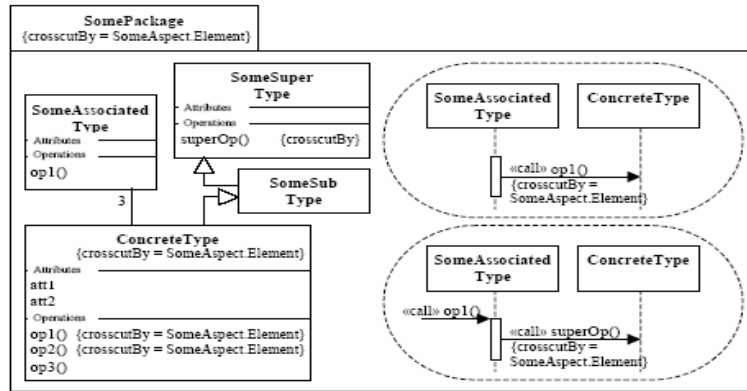 SomePackage
{crosscutBy = SomeAspect.Element}
SomeAssociated
Type
Attributes
Operations
op1()
SomeSuper
Type
Attributes
Operations
superOp() {crosscutBy}
SomeSub
Type
3
ConcreteType
{crosscutBy = SomeAspect.Element}
Attributes
att1
att2
Operations
op1() {crosscutBy = SomeAspect.Element}
op2() {crosscutBy = SomeAspect.Element}
op3()
SomeAssociated
Type
ConcreteType
«call» op1()
{crosscutBy =
SomeAspect.Element}
SomeAssociated
Type
ConcreteType
«call» op1()
«call» superOp()
{crosscutBy =
SomeAspect.Element}